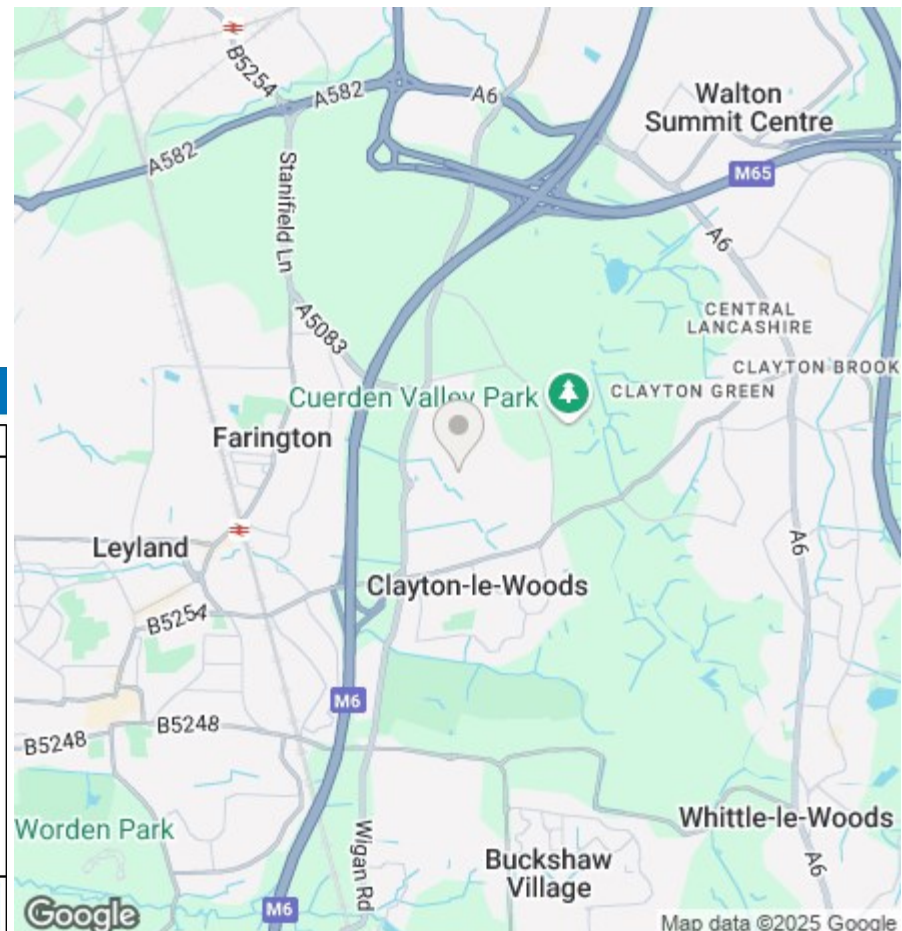 B5254
A582
A6
Walton
Summit Centre
A582
M65
Stanifield Ln
A6
CENTRAL
LANCASHIRE
A5083
CLAYTON BROOK
Cuerden Valley Park
CLAYTON GREEN
Farington
Leyland
A6
Clayton-le-Woods
B5254
M6
B5248
B5248
Worden Park
Wigan Rd
Whittle-le-Woods
Buckshaw
Village
A6
M6
Google
Map data ©2025 Google